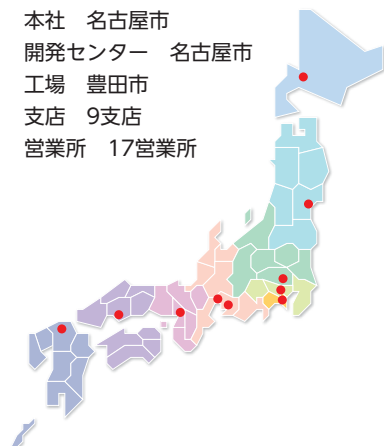 本社　名古屋市
開発センター　名古屋市
工場　豊田市
支店　9支店
営業所　17営業所